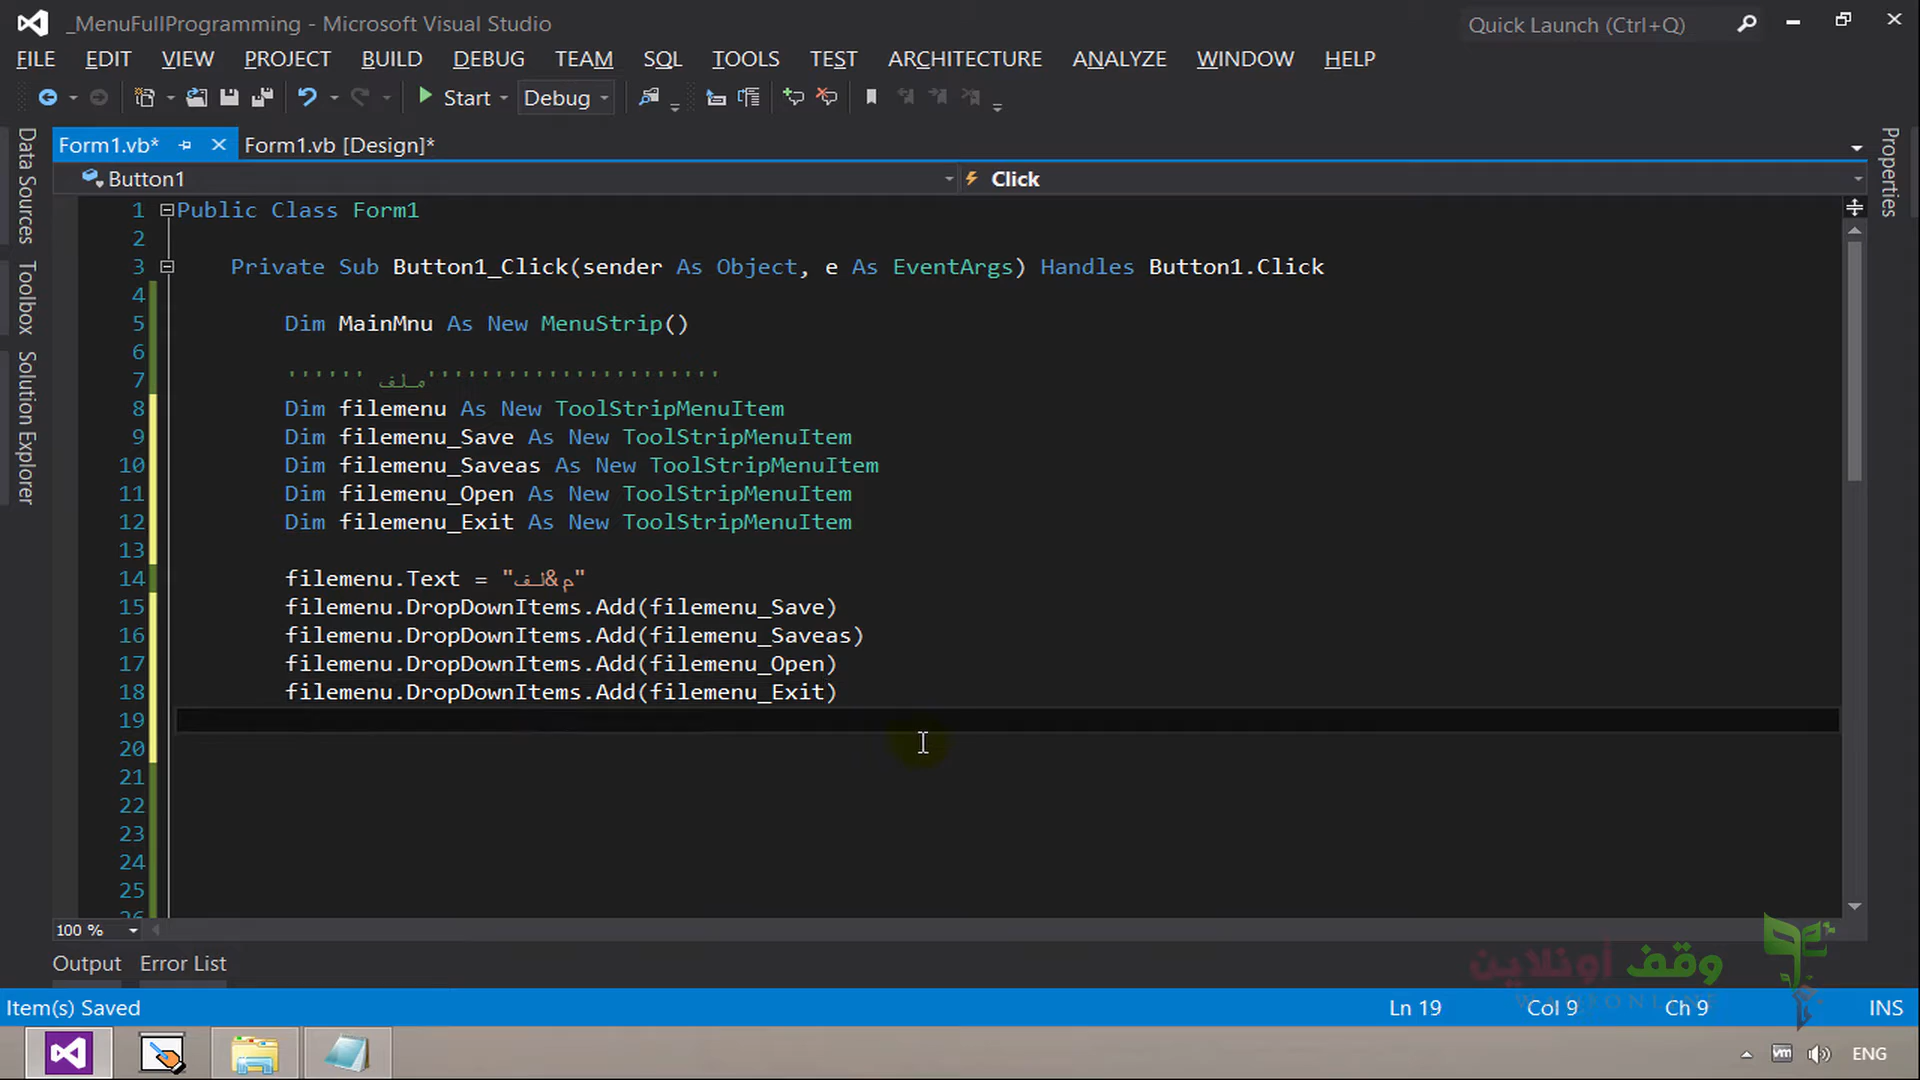 _MenuFullProgramming - Microsoft Visual Studio
Quick Launch (Ctrl+Q)
FILE EDIT VIEW PROJECT BUILD DEBUG TEAM SQL TOOLS TEST ARCHITECTURE ANALYZE WINDOW HELP
Start Debug
Form1.vb* Form1.vb [Design]*
Button1 Click
Data Sources
Toolbox
Solution Explorer
Properties
1 Public Class Form1
2
3 Private Sub Button1_Click(sender As Object, e As EventArgs) Handles Button1.Click
4
5 Dim MainMnu As New MenuStrip()
6
7 '''''' ملف''''''''''''''''''''''
8 Dim filemenu As New ToolStripMenuItem
9 Dim filemenu_Save As New ToolStripMenuItem
10 Dim filemenu_Saveas As New ToolStripMenuItem
11 Dim filemenu_Open As New ToolStripMenuItem
12 Dim filemenu_Exit As New ToolStripMenuItem
13
14 filemenu.Text = "م&لف"
15 filemenu.DropDownItems.Add(filemenu_Save)
16 filemenu.DropDownItems.Add(filemenu_Saveas)
17 filemenu.DropDownItems.Add(filemenu_Open)
18 filemenu.DropDownItems.Add(filemenu_Exit)
19
20
21
22
23
24
25
26
100 %
وقف أونلاين
WAQFONLINE
Output Error List
Item(s) Saved Ln 19 Col 9 Ch 9 INS
ENG